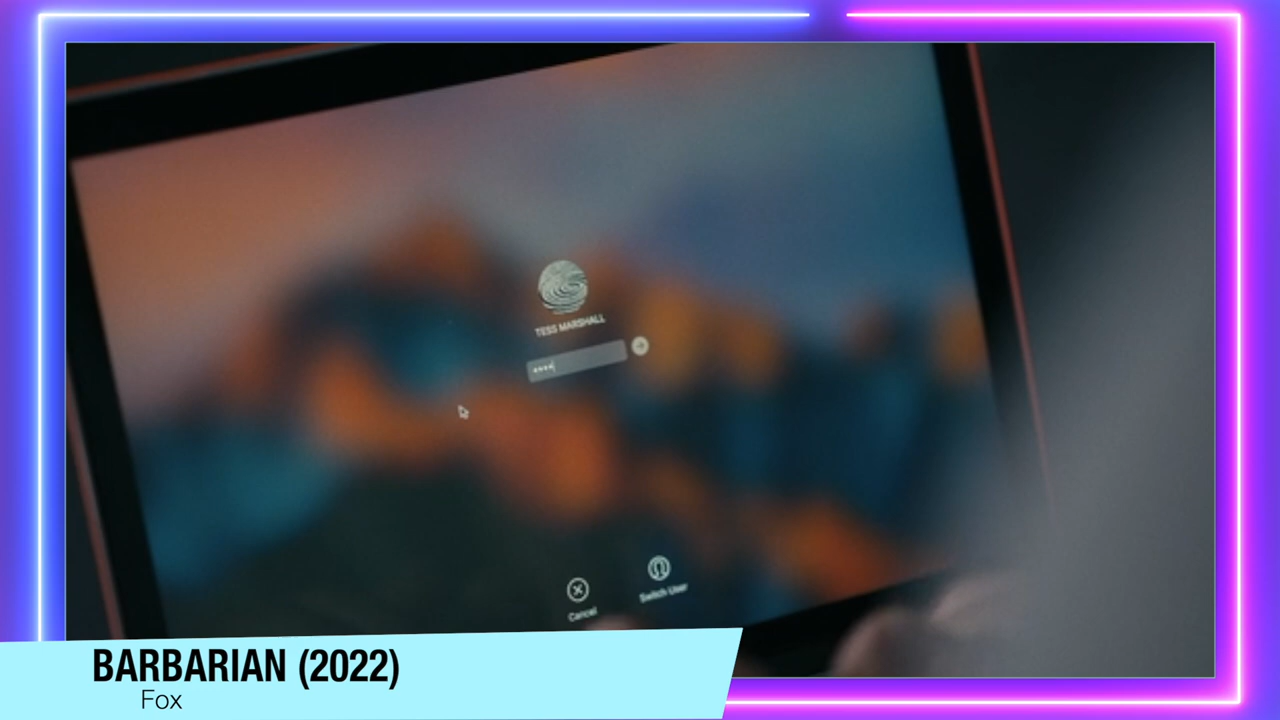 TESS MARSHALL
••••
Cancel
Switch User
BARBARIAN (2022)
Fox